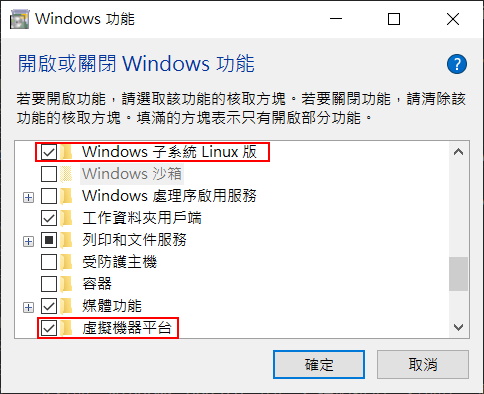 Windows 功能
開啟或關閉 Windows 功能
若要開啟功能，請選取該功能的核取方塊。若要關閉功能，請清除該
功能的核取方塊。填滿的方塊表示只有開啟部分功能。
Windows 子系統 Linux 版
Windows 沙箱
Windows 處理序啟用服務
工作資料夾用戶端
列印和文件服務
受防護主機
容器
媒體功能
虛擬機器平台
確定
取消